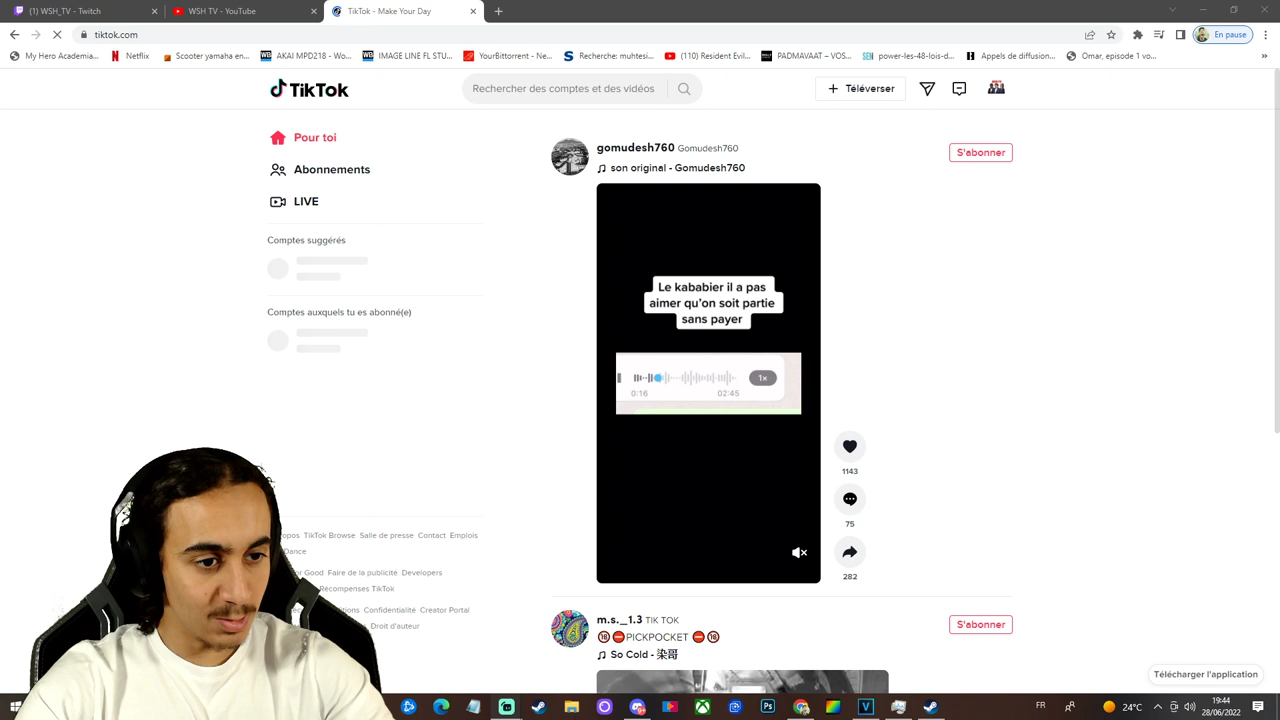 (1) WSH_TV - Twitch
WSH TV - YouTube
TikTok - Make Your Day
tiktok.com
En pause
My Hero Academia...
Netflix
Scooter yamaha en...
AKAI MPD218 - Wo...
IMAGE LINE FL STU...
YourBittorrent - Ne...
Recherche: muhtesi...
(110) Resident Evil...
PADMAVAAT – VOS...
power-les-48-lois-d...
Appels de diffusion...
Omar, episode 1 vo...
»
TikTok
Rechercher des comptes et des vidéos
Téléverser
Pour toi
Abonnements
LIVE
Comptes suggérés
Comptes auxquels tu es abonné(e)
gomudesh760 Gomudesh760
son original - Gomudesh760
S'abonner
Le kababier il a pas
aimer qu'on soit partie
sans payer
1x
0:16
02:45
1143
75
282
TikTok Browse Salle de presse Contact Emplois
Dance
Good Faire de la publicité Developers
Récompenses TikTok
Confidentialité Creator Portal
Droit d'auteur
m.s._1.3 TIK TOK
🔞⛔PICKPOCKET ⛔🔞
So Cold - 染哥
S'abonner
Télécharger l'application
FR
24°C
19:44
28/06/2022